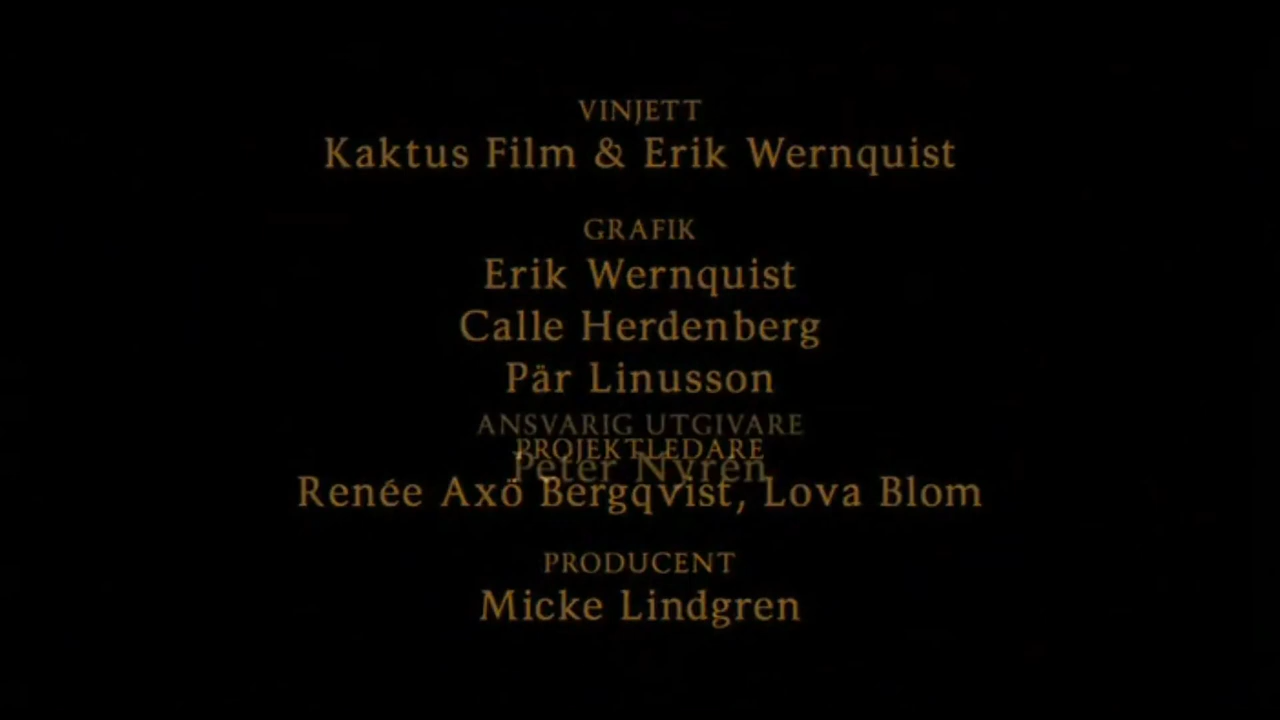 VINJETT
Kaktus Film & Erik Wernquist
GRAFIK
Erik Wernquist
Calle Herdenberg
Pär Linusson
ANSVARIG UTGIVARE
PROJEKTLEDARE
Peter Nyrén
Renée Axö Bergqvist, Lova Blom
PRODUCENT
Micke Lindgren